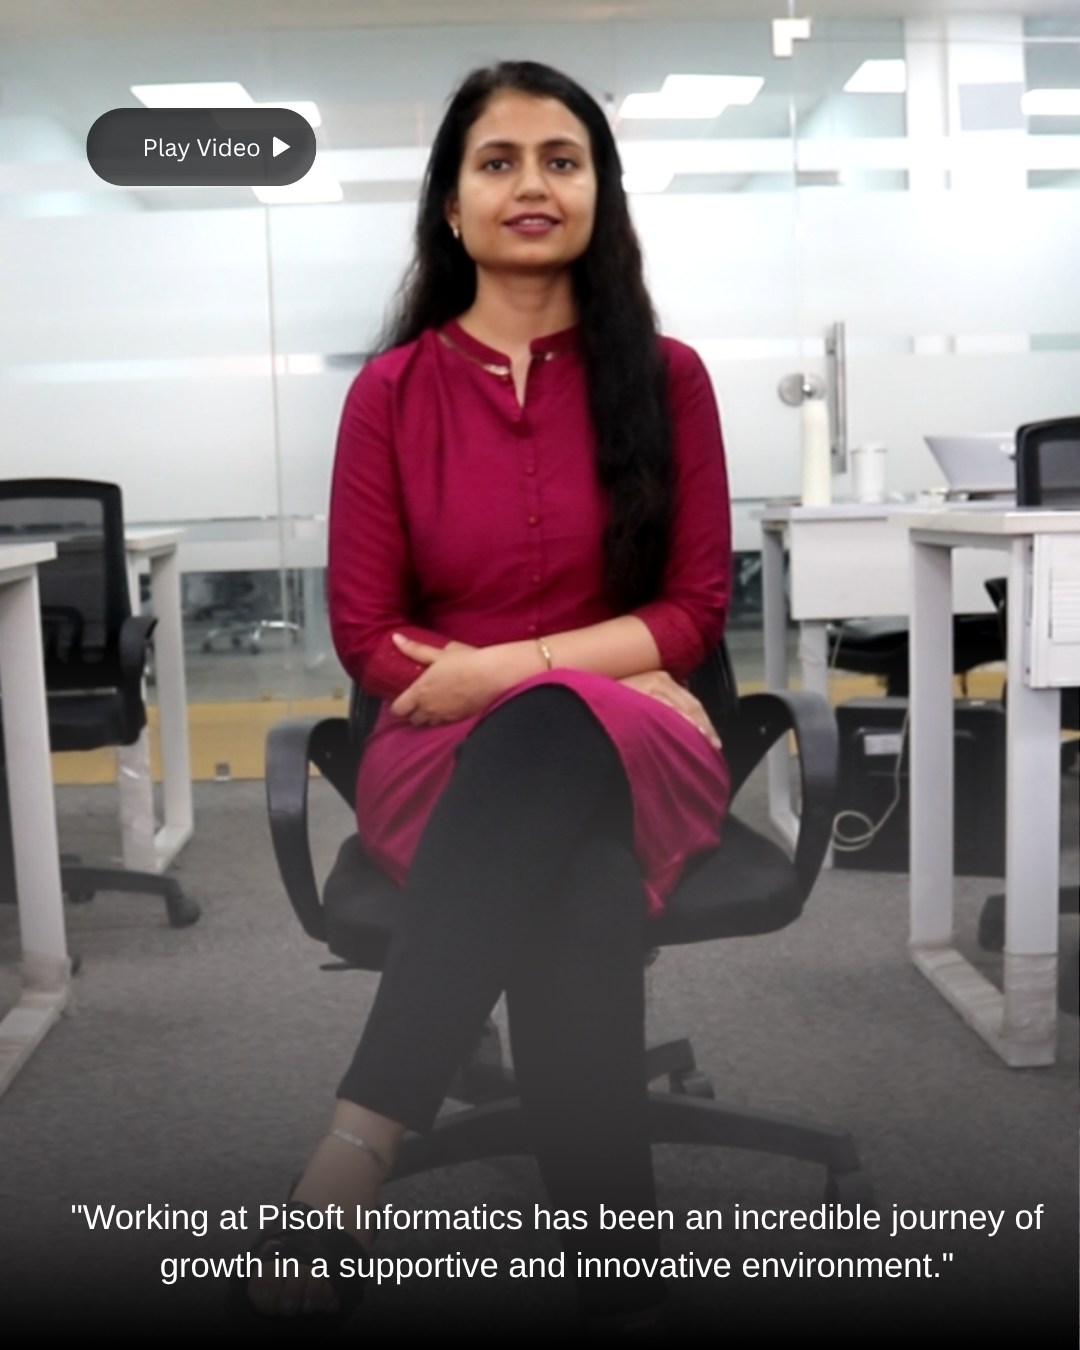 Play Video
"Working at Pisoft Informatics has been an incredible journey of
growth in a supportive and innovative environment."